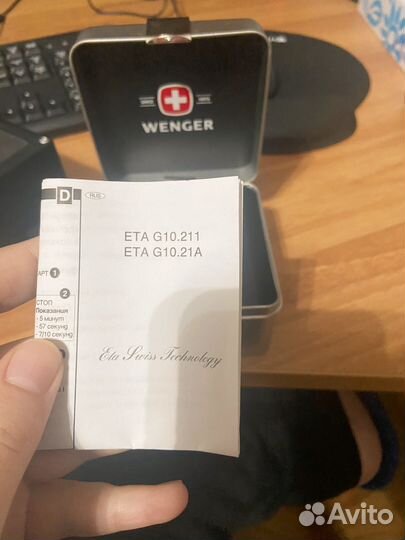 WENGER
D
RUS
ETA G10.211
ETA G10.21A
АРТ 1
2
СТОП
Показания
- 5 минут
- 57 секунд
- 7/10 секунд
Eta Swiss Technology
Avito